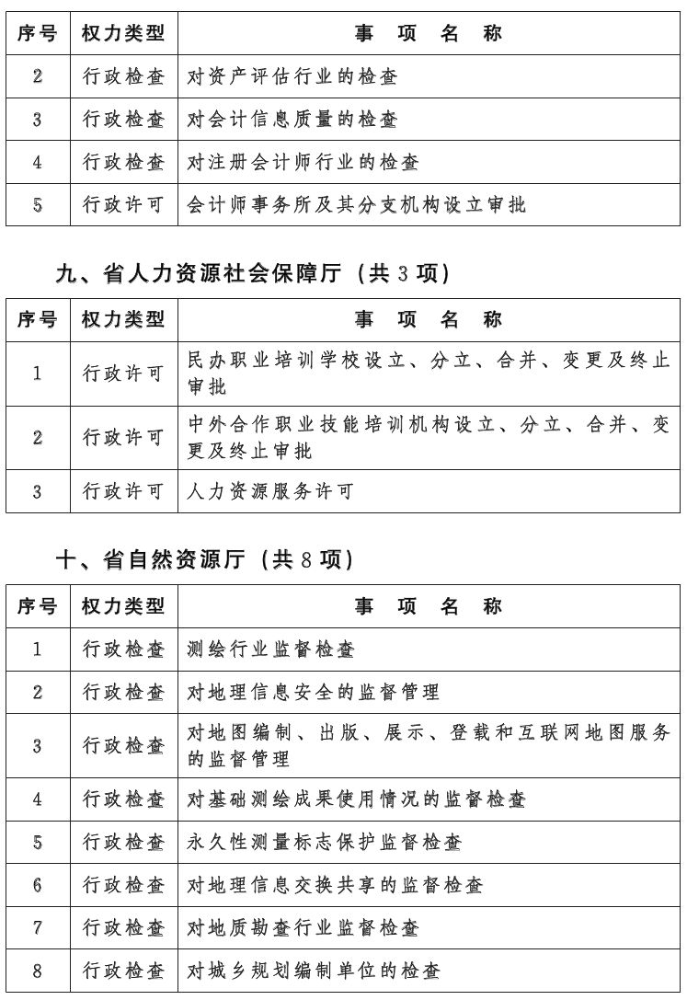 序号 权力类型 事 项 名 称
2 行政检查 对资产评估行业的检查
3 行政检查 对会计信息质量的检查
4 行政检查 对注册会计师行业的检查
5 行政许可 会计师事务所及其分支机构设立审批
九、省人力资源社会保障厅（共 3 项）
序号 权力类型 事 项 名 称
1 行政许可 民办职业培训学校设立、分立、合并、变更及终止
审批
2 行政许可 中外合作职业技能培训机构设立、分立、合并、变
更及终止审批
3 行政许可 人力资源服务许可
十、省自然资源厅（共 8 项）
序号 权力类型 事 项 名 称
1 行政检查 测绘行业监督检查
2 行政检查 对地理信息安全的监督管理
3 行政检查 对地图编制、出版、展示、登载和互联网地图服务
的监督管理
4 行政检查 对基础测绘成果使用情况的监督检查
5 行政检查 永久性测量标志保护监督检查
6 行政检查 对地理信息交换共享的监督检查
7 行政检查 对地质勘查行业监督检查
8 行政检查 对城乡规划编制单位的检查